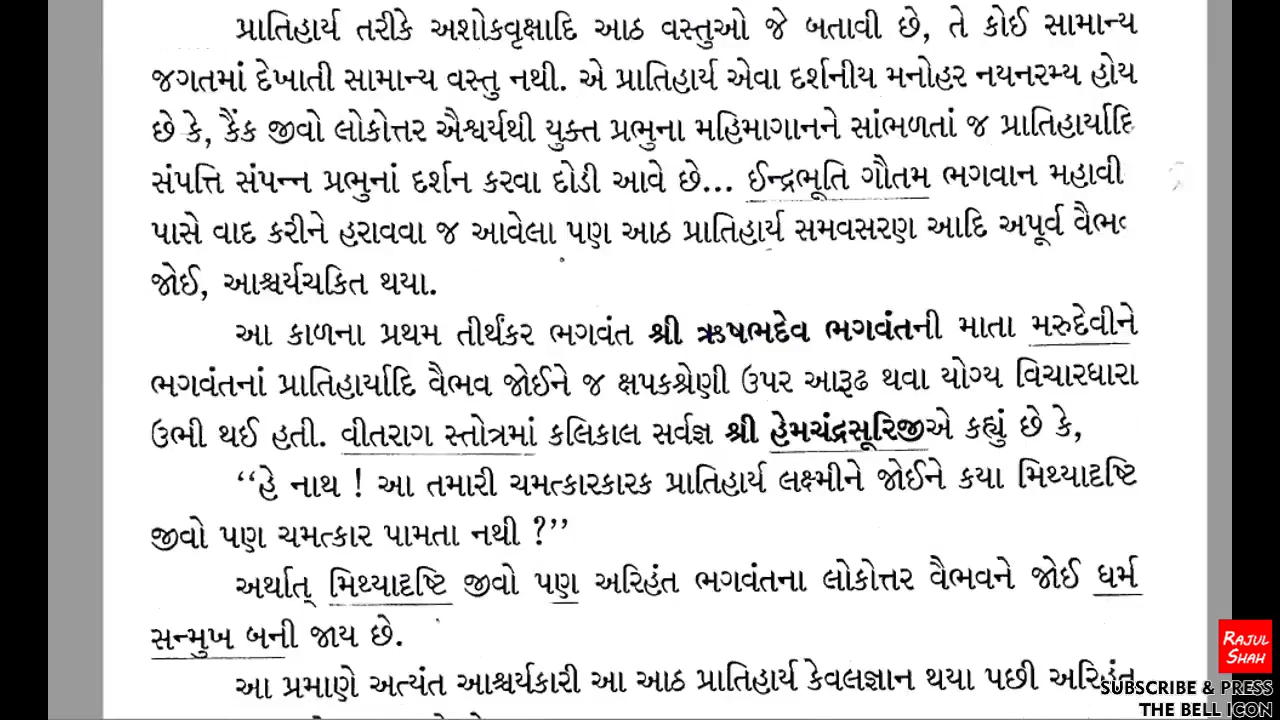 પ્રાતિહાર્ય તરીકે અશોકવૃક્ષાદિ આઠ વસ્તુઓ જે બતાવી છે, તે કોઈ સામાન્ય
જગતમાં દેખાતી સામાન્ય વસ્તુ નથી. એ પ્રાતિહાર્ય એવા દર્શનીય મનોહર નયનરમ્ય હોય
છે કે, કૈંક જીવો લોકોત્તર ઐશ્વર્યથી યુક્ત પ્રભુના મહિમાગાનને સાંભળતાં જ પ્રાતિહાર્યાદિ
સંપત્તિ સંપન્ન પ્રભુનાં દર્શન કરવા દોડી આવે છે... ઈન્દ્રભૂતિ ગૌતમ ભગવાન મહાવી
પાસે વાદ કરીને હરાવવા જ આવેલા પણ આઠ પ્રાતિહાર્ય સમવસરણ આદિ અપૂર્વ વૈભ
જોઈ, આશ્ચર્યચકિત થયા.
આ કાળના પ્રથમ તીર્થંકર ભગવંત શ્રી ઋષભદેવ ભગવંતની માતા મરુદેવીને
ભગવંતનાં પ્રાતિહાર્યાદિ વૈભવ જોઈને જ ક્ષપકશ્રેણી ઉપર આરૂઢ થવા યોગ્ય વિચારધારા
ઉભી થઈ હતી. વીતરાગ સ્તોત્રમાં કલિકાલ સર્વજ્ઞ શ્રી હેમચંદ્રસૂરિજીએ કહ્યું છે કે,
“હે નાથ ! આ તમારી ચમત્કારકારક પ્રાતિહાર્ય લક્ષ્મીને જોઈને કયા મિથ્યાદષ્ટિ
જીવો પણ ચમત્કાર પામતા નથી ?”
અર્થાત્ મિથ્યાદષ્ટિ જીવો પણ અરિહંત ભગવંતના લોકોત્તર વૈભવને જોઈ ધર્મ
સન્મુખ બની જાય છે.
આ પ્રમાણે અત્યંત આશ્ચર્યકારી આ આઠ પ્રાતિહાર્ય કેવલજ્ઞાન થયા પછી અરિહંત
RAJUL
SHAH
SUBSCRIBE & PRESS
THE BELL ICON